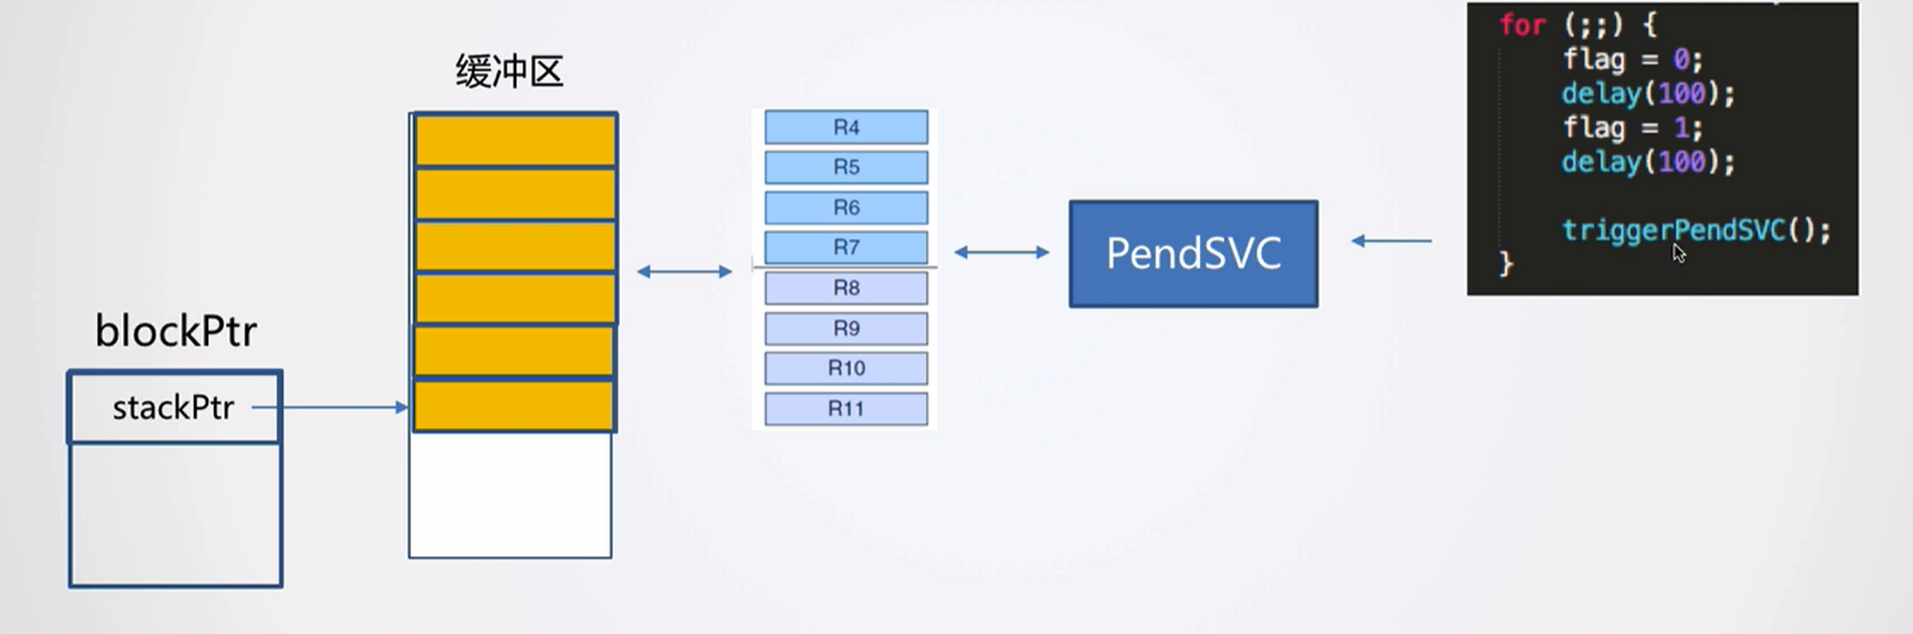 缓冲区
blockPtr
stackPtr
R4
R5
R6
R7
R8
R9
R10
R11
PendSVC
for (;;) {
flag = 0;
delay(100);
flag = 1;
delay(100);
triggerPendSVC();
}